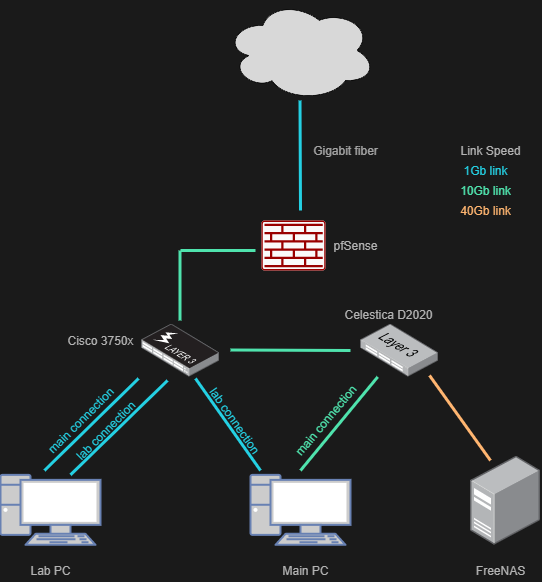 Gigabit fiber
Link Speed
1Gb link
10Gb link
40Gb link
pfSense
Celestica D2020
Cisco 3750x
LAYER 3
Layer 3
main connection
lab connection
lab connection
main connection
Lab PC
Main PC
FreeNAS